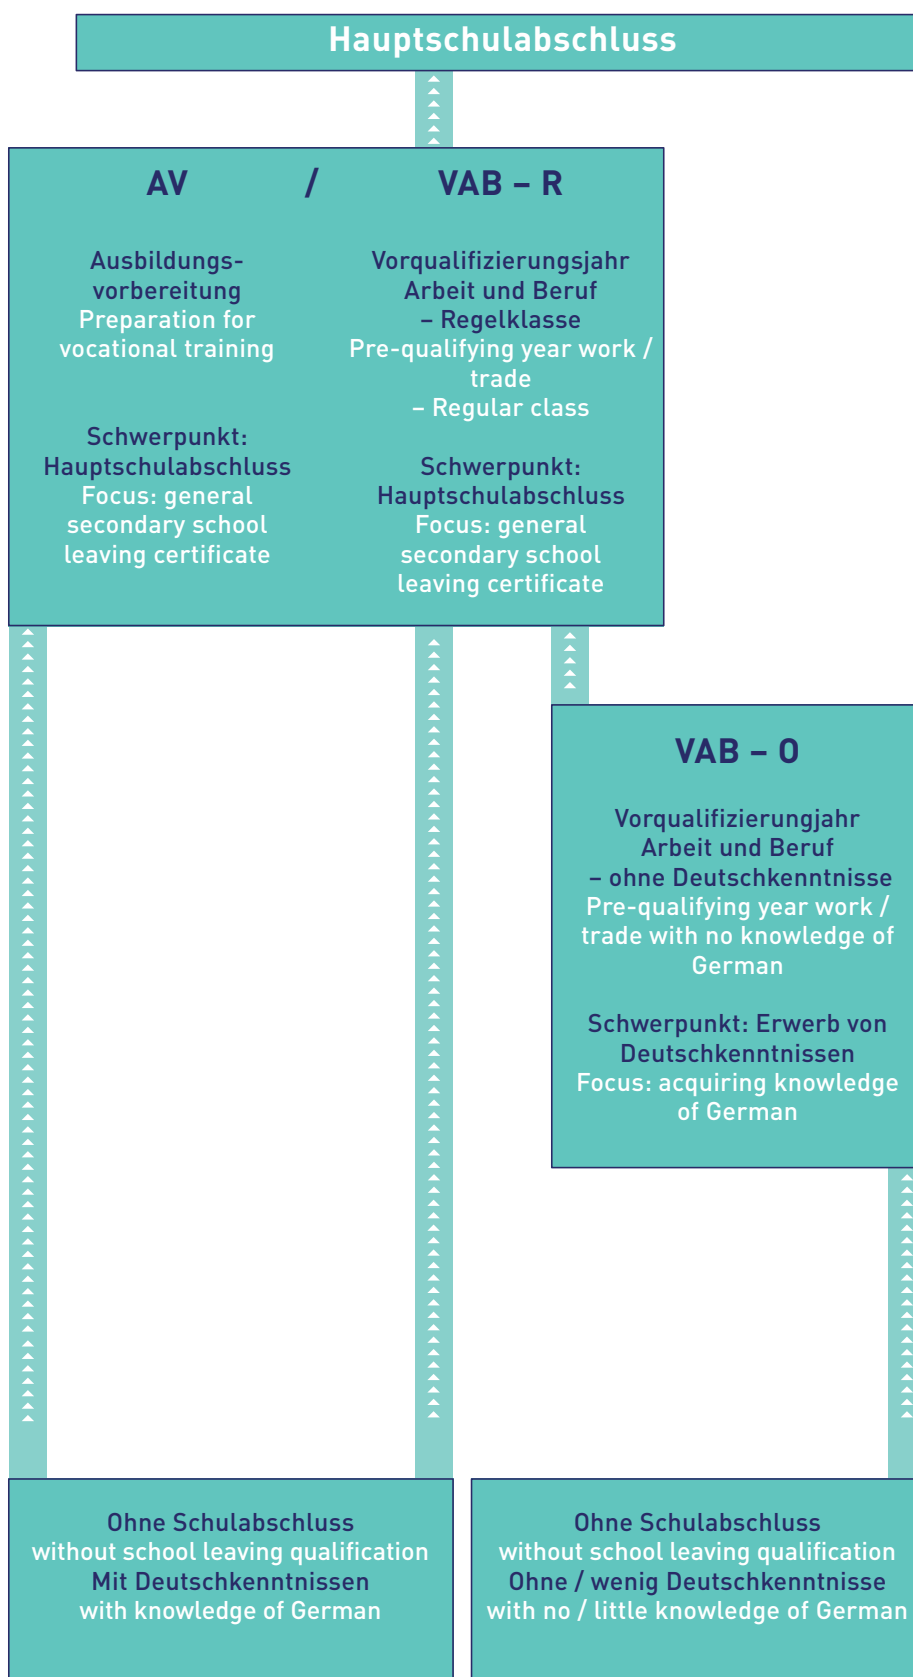 Hauptschulabschluss
AV / VAB – R
Ausbildungs-
vorbereitung
Preparation for
vocational training
Schwerpunkt:
Hauptschulabschluss
Focus: general
secondary school
leaving certificate
Vorqualifizierungsjahr
Arbeit und Beruf
– Regelklasse
Pre-qualifying year work /
trade
– Regular class
Schwerpunkt:
Hauptschulabschluss
Focus: general
secondary school
leaving certificate
VAB – O
Vorqualifizierungjahr
Arbeit und Beruf
– ohne Deutschkenntnisse
Pre-qualifying year work /
trade with no knowledge of
German
Schwerpunkt: Erwerb von
Deutschkenntnissen
Focus: acquiring knowledge
of German
Ohne Schulabschluss
without school leaving qualification
Mit Deutschkenntnissen
with knowledge of German
Ohne Schulabschluss
without school leaving qualification
Ohne / wenig Deutschkenntnisse
with no / little knowledge of German